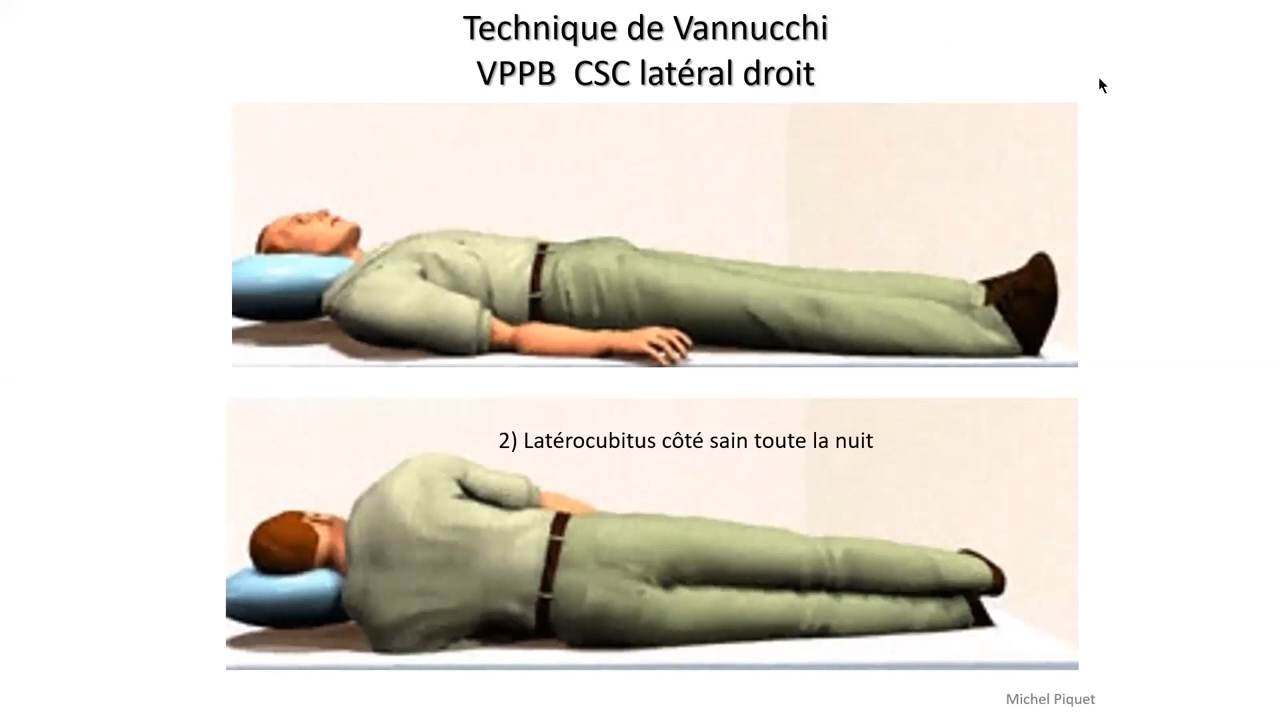 Technique de Vannucchi
VPPB CSC latéral droit
2) Latérocubitus côté sain toute la nuit
Michel Piquet